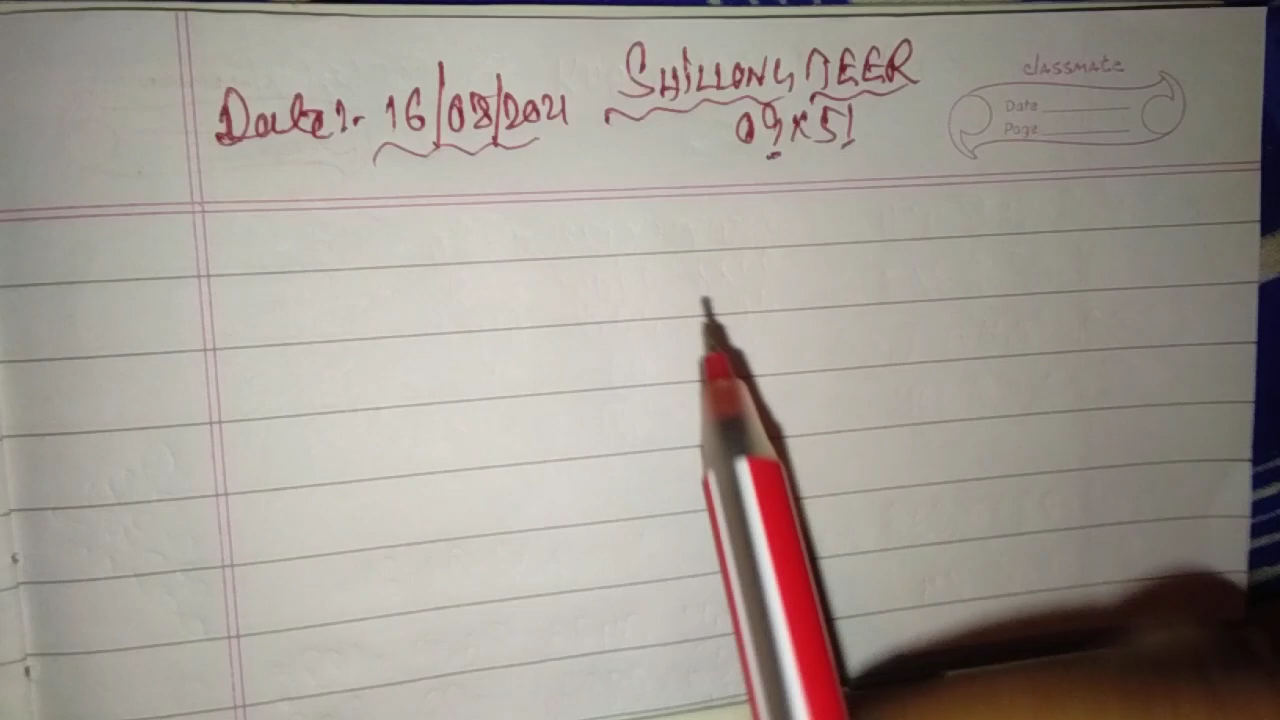 Date:- 16/08/2021
SHILLONG TEER
09x51
CLASSMATE
Date
Page